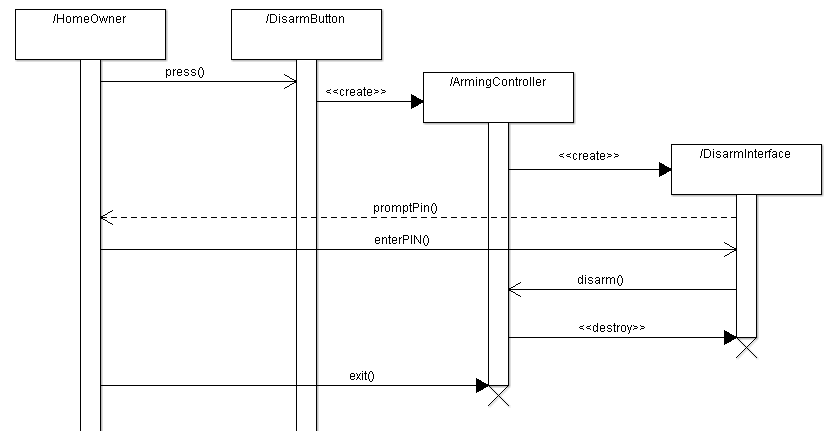 /HomeOwner
/DisarmButton
press()
<<create>>
/ArmingController
<<create>>
/DisarmInterface
promptPin()
enterPIN()
disarm()
<<destroy>>
exit()